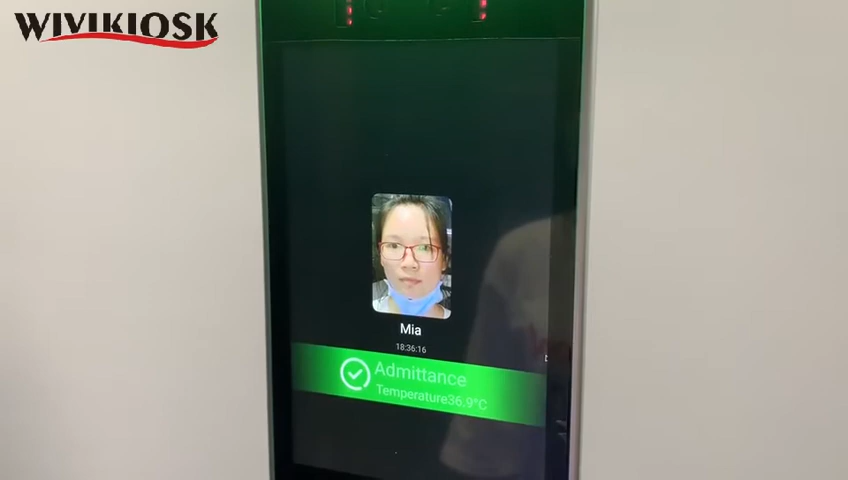 WIVIKIOSK
Mia
18:36:16
Admittance
Temperature36.9°C